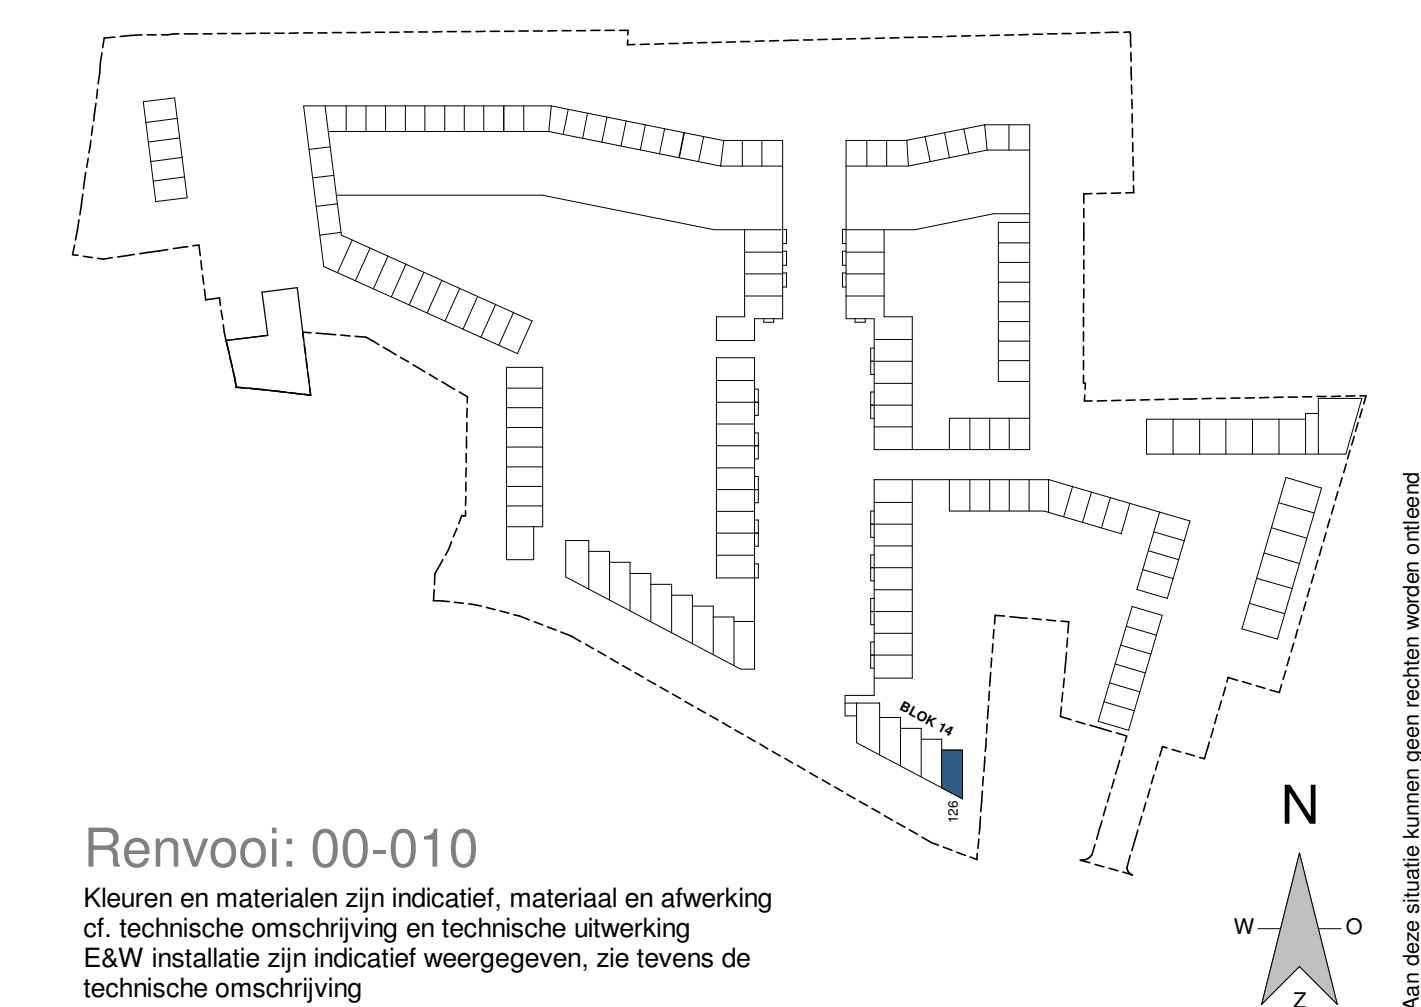 BLOK 14
126
N
W
O
Z
Renvooi: 00-010
Kleuren en materialen zijn indicatief, materiaal en afwerking
cf. technische omschrijving en technische uitwerking
E&W installatie zijn indicatief weergegeven, zie tevens de
technische omschrijving
Aan deze situatie kunnen geen rechten worden ontleend